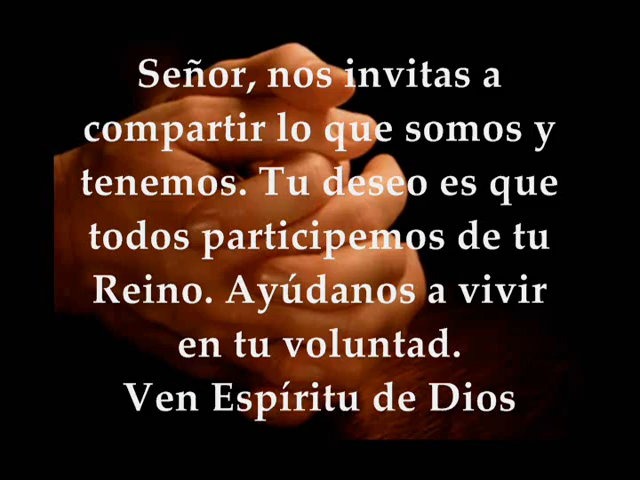 Señor, nos invitas a
compartir lo que somos y
tenemos. Tu deseo es que
todos participemos de tu
Reino. Ayúdanos a vivir
en tu voluntad.
Ven Espíritu de Dios